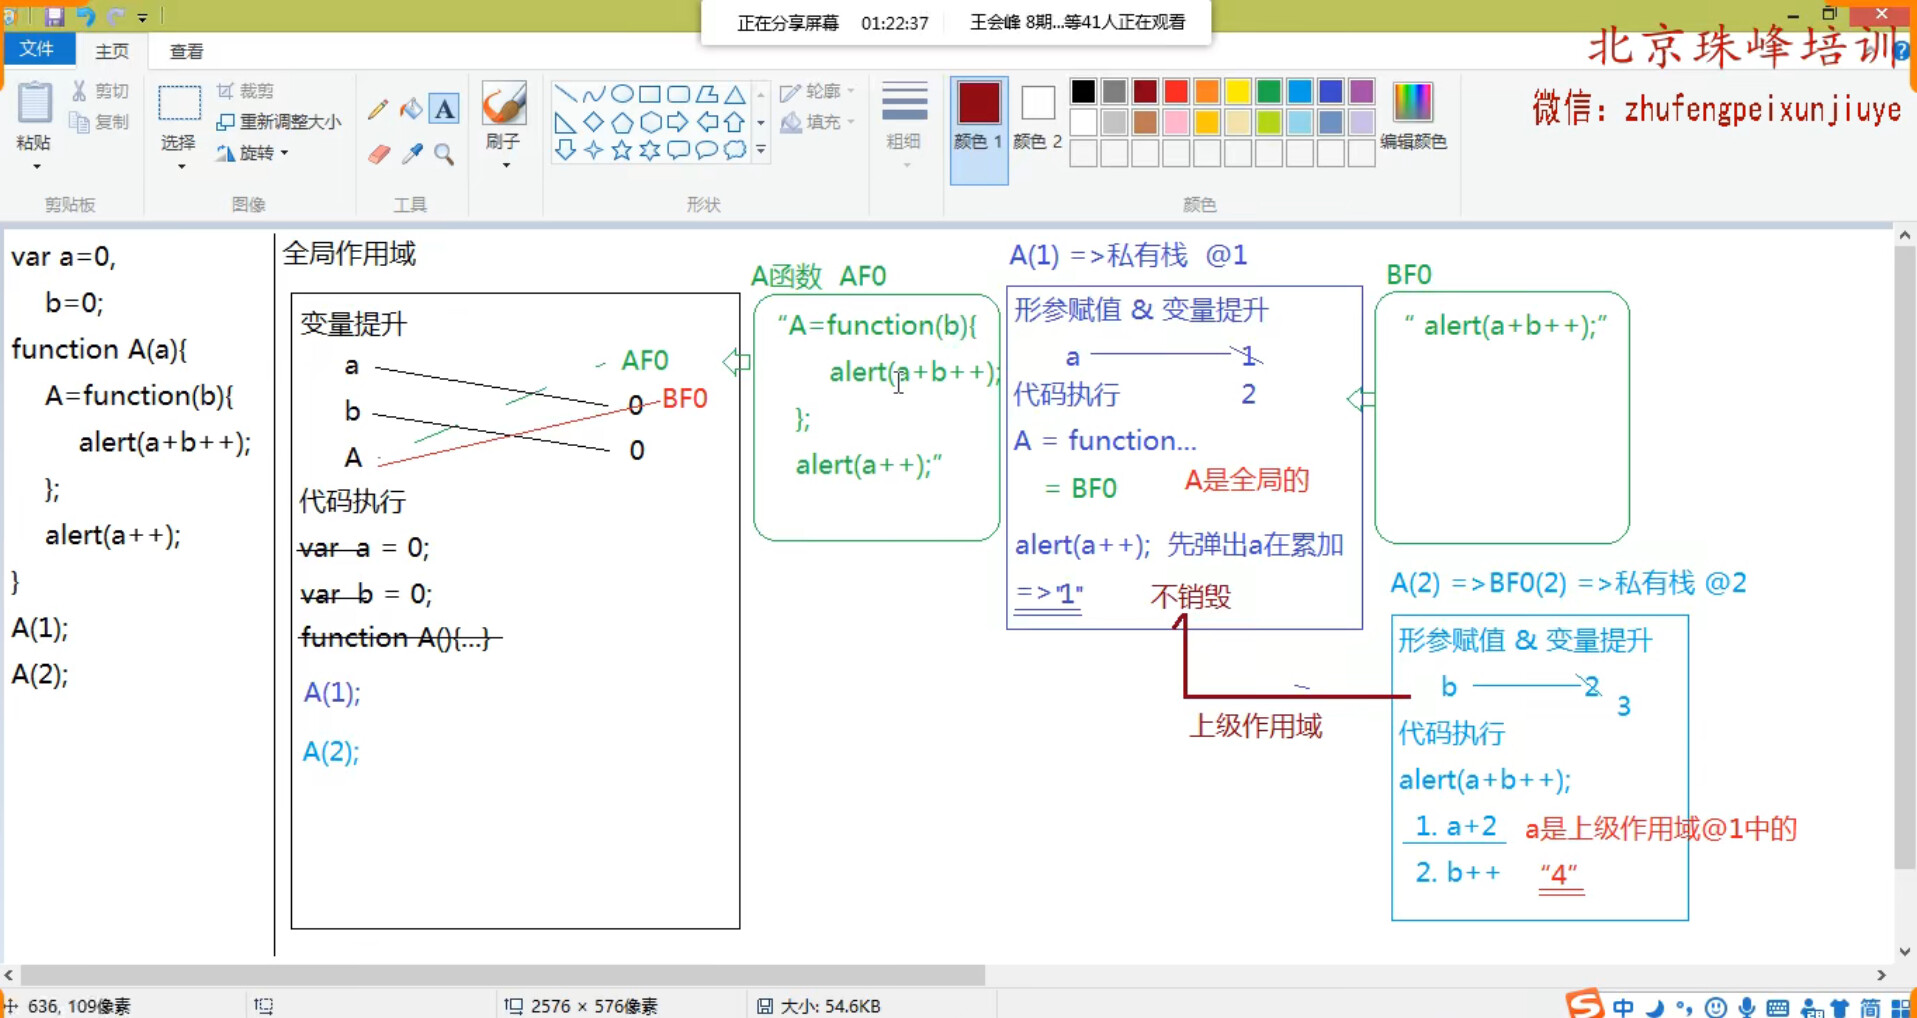 正在分享屏幕 01:22:37 王会峰 8期...等41人正在观看
北京珠峰培训
微信：zhufengpeixunjiuye
文件 主页 查看
粘贴
剪切
复制
剪贴板
选择
裁剪
重新调整大小
旋转
图像
A
工具
刷子
轮廓
填充
形状
粗细
颜色 1
颜色 2
编辑颜色
颜色
var a=0,
b=0;
function A(a){
A=function(b){
alert(a+b++);
};
alert(a++);
}
A(1);
A(2);
全局作用域
变量提升
a
b
A
AF0
BF0
0
0
代码执行
var a = 0;
var b = 0;
function A(){...}
A(1);
A(2);
A函数 AF0
“A=function(b){
alert(a+b++);
};
alert(a++);”
A(1) =>私有栈 @1
形参赋值 & 变量提升
a 1
代码执行 2
A = function...
= BF0 A是全局的
alert(a++); 先弹出a在累加
=>"1" 不销毁
上级作用域
BF0
“ alert(a+b++);”
A(2) =>BF0(2) =>私有栈 @2
形参赋值 & 变量提升
b 2
3
代码执行
alert(a+b++);
1. a+2 a是上级作用域@1中的
2. b++ “4”
636, 109像素 2576 × 576像素 大小: 54.6KB
S 中 简